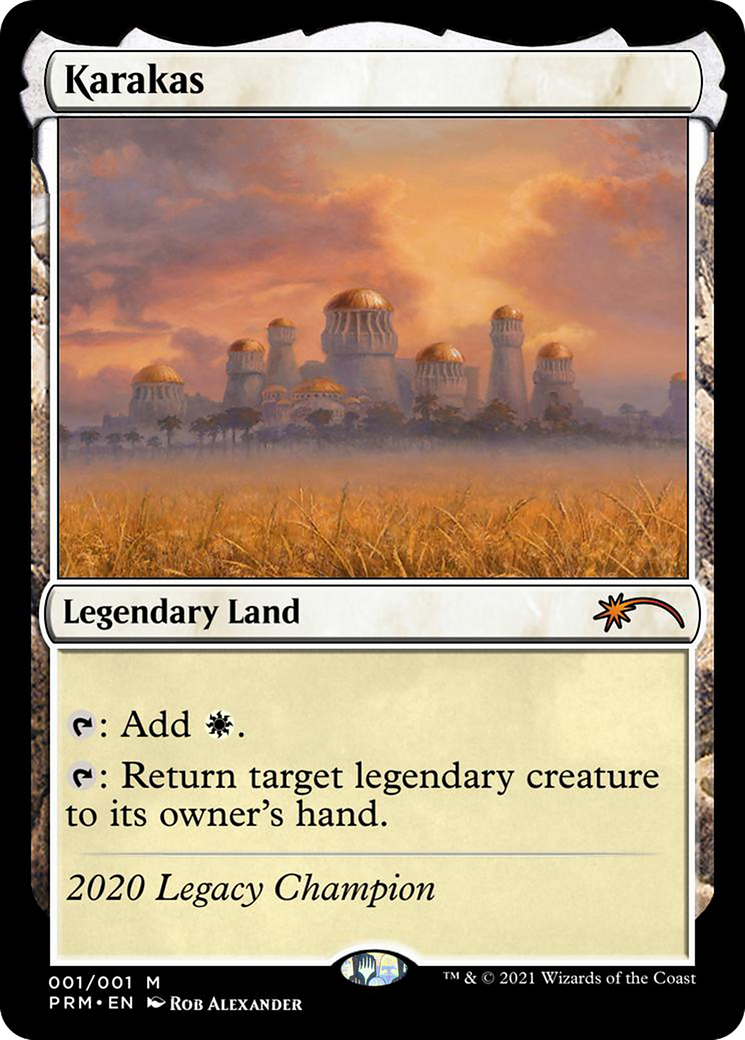 Karakas
Legendary Land
: Add .
: Return target legendary creature
to its owner's hand.
2020 Legacy Champion
001/001 M
PRM•EN Rob Alexander
™ & © 2021 Wizards of the Coast